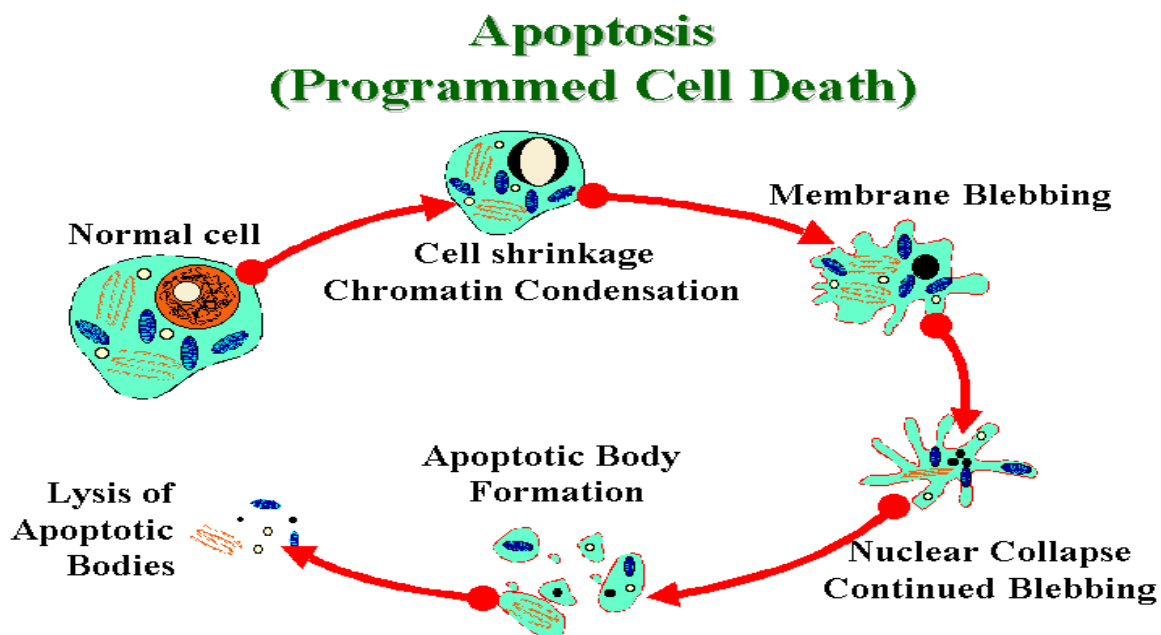 Apoptosis
(Programmed Cell Death)
Normal cell
Cell shrinkage
Chromatin Condensation
Membrane Blebbing
Nuclear Collapse
Continued Blebbing
Apoptotic Body
Formation
Lysis of
Apoptotic
Bodies